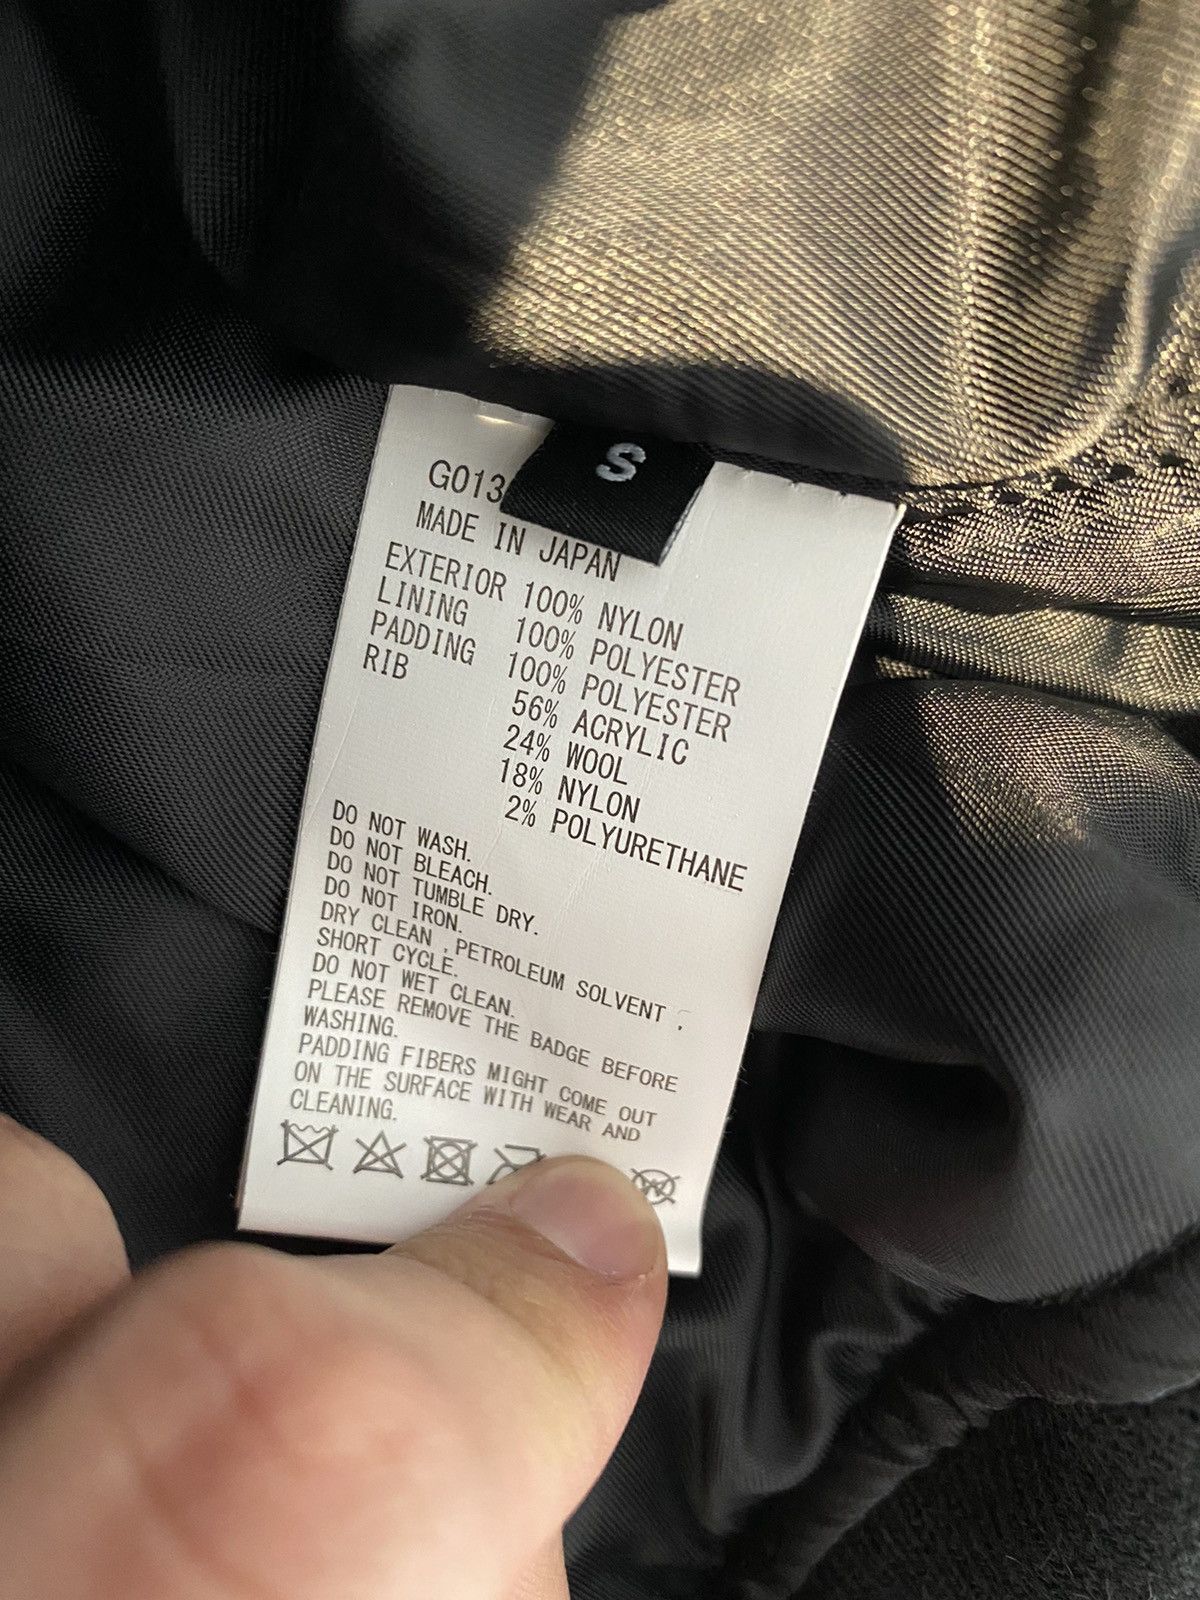 S
G013
MADE IN JAPAN
EXTERIOR 100% NYLON
LINING 100% POLYESTER
PADDING 100% POLYESTER
RIB 56% ACRYLIC
24% WOOL
18% NYLON
2% POLYURETHANE
DO NOT WASH.
DO NOT BLEACH.
DO NOT TUMBLE DRY.
DO NOT IRON.
DRY CLEAN , PETROLEUM SOLVENT ,
SHORT CYCLE.
DO NOT WET CLEAN.
PLEASE REMOVE THE BADGE BEFORE
WASHING.
PADDING FIBERS MIGHT COME OUT
ON THE SURFACE WITH WEAR AND
CLEANING.
W